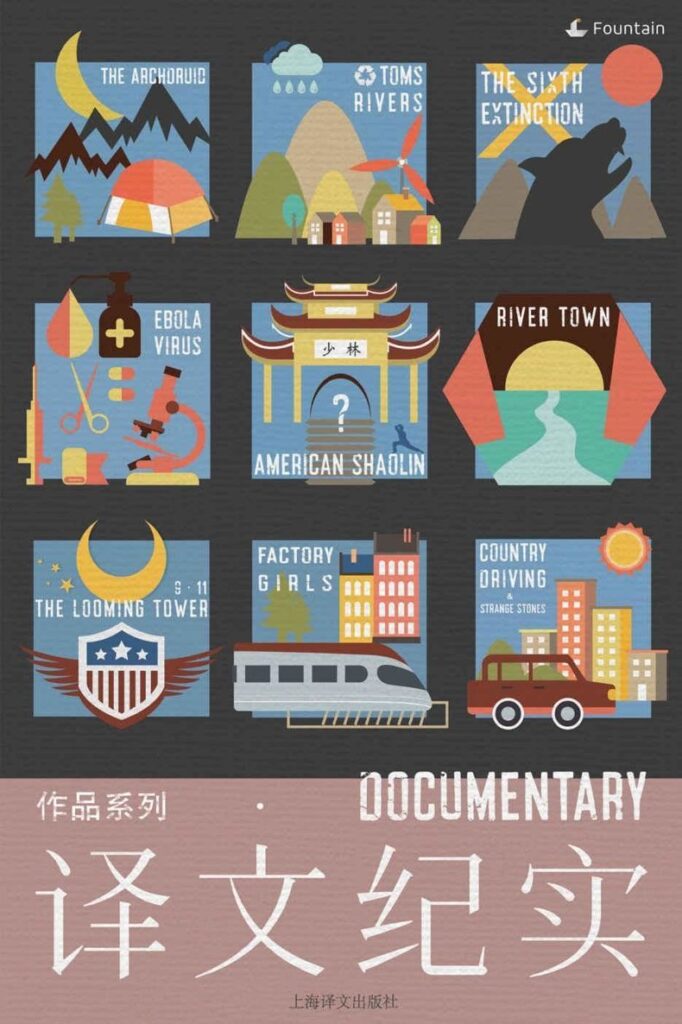 Fountain
THE ARCHDRUID
TOMS
RIVERS
THE SIXTH
EXTINCTION
EBOLA
VIRUS
少林
?
AMERICAN SHAOLIN
RIVER TOWN
9·11
THE LOOMING TOWER
FACTORY
GIRLS
COUNTRY
DRIVING
&
STRANGE STONES
作品系列
·
DOCUMENTARY
译文纪实
上海译文出版社